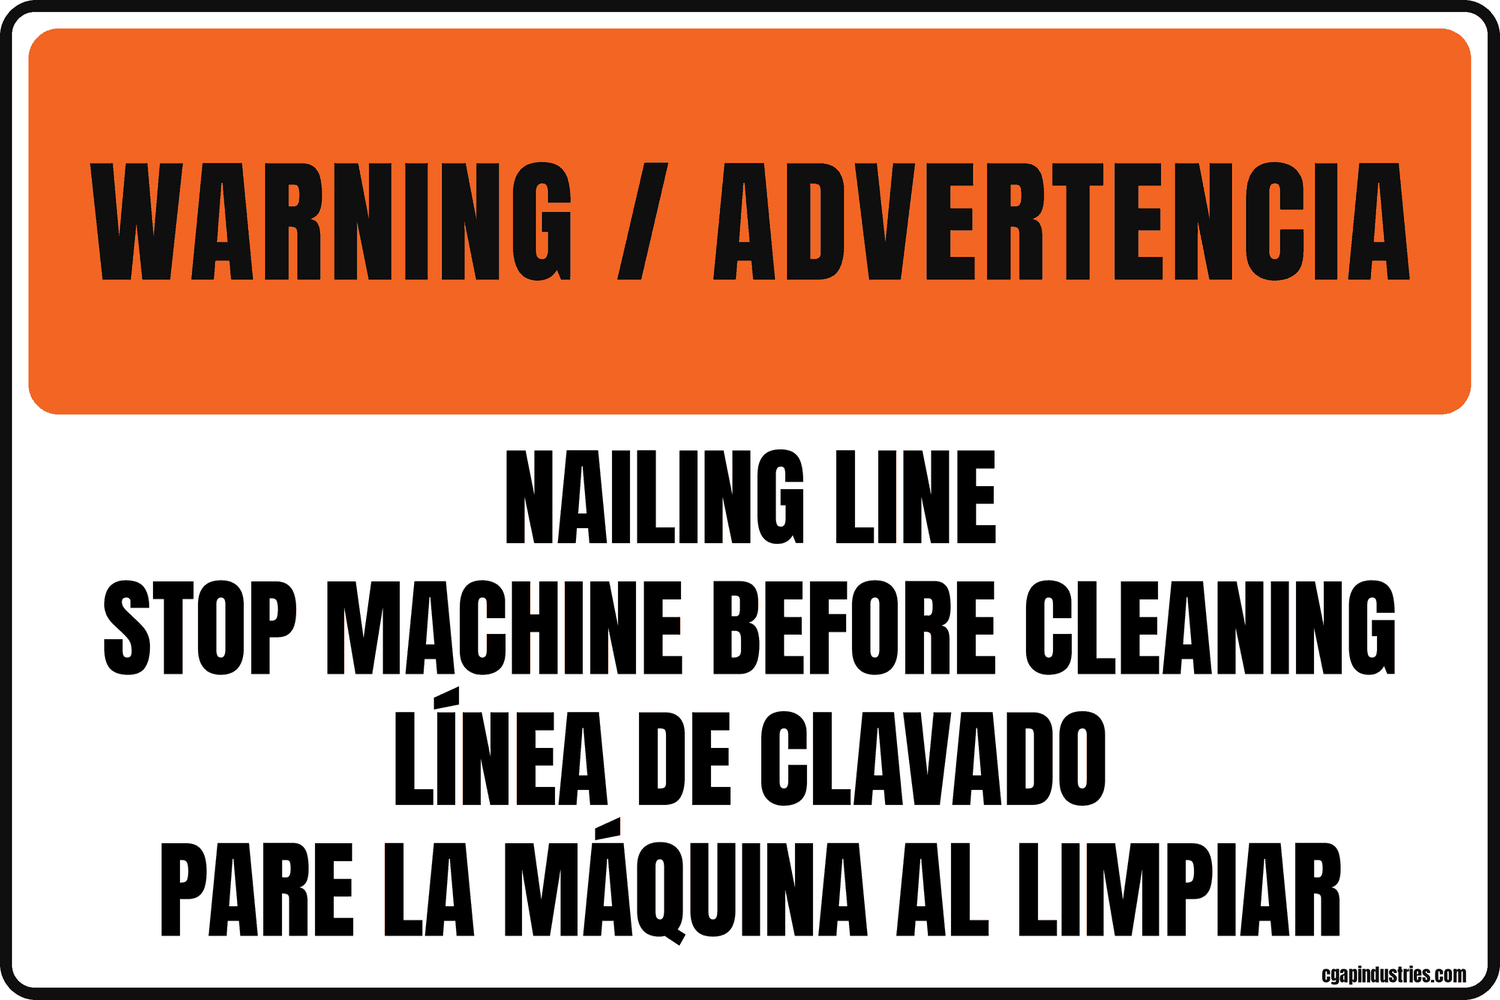 WARNING / ADVERTENCIA
NAILING LINE
STOP MACHINE BEFORE CLEANING
LÍNEA DE CLAVADO
PARE LA MÁQUINA AL LIMPIAR
cgapindustries.com